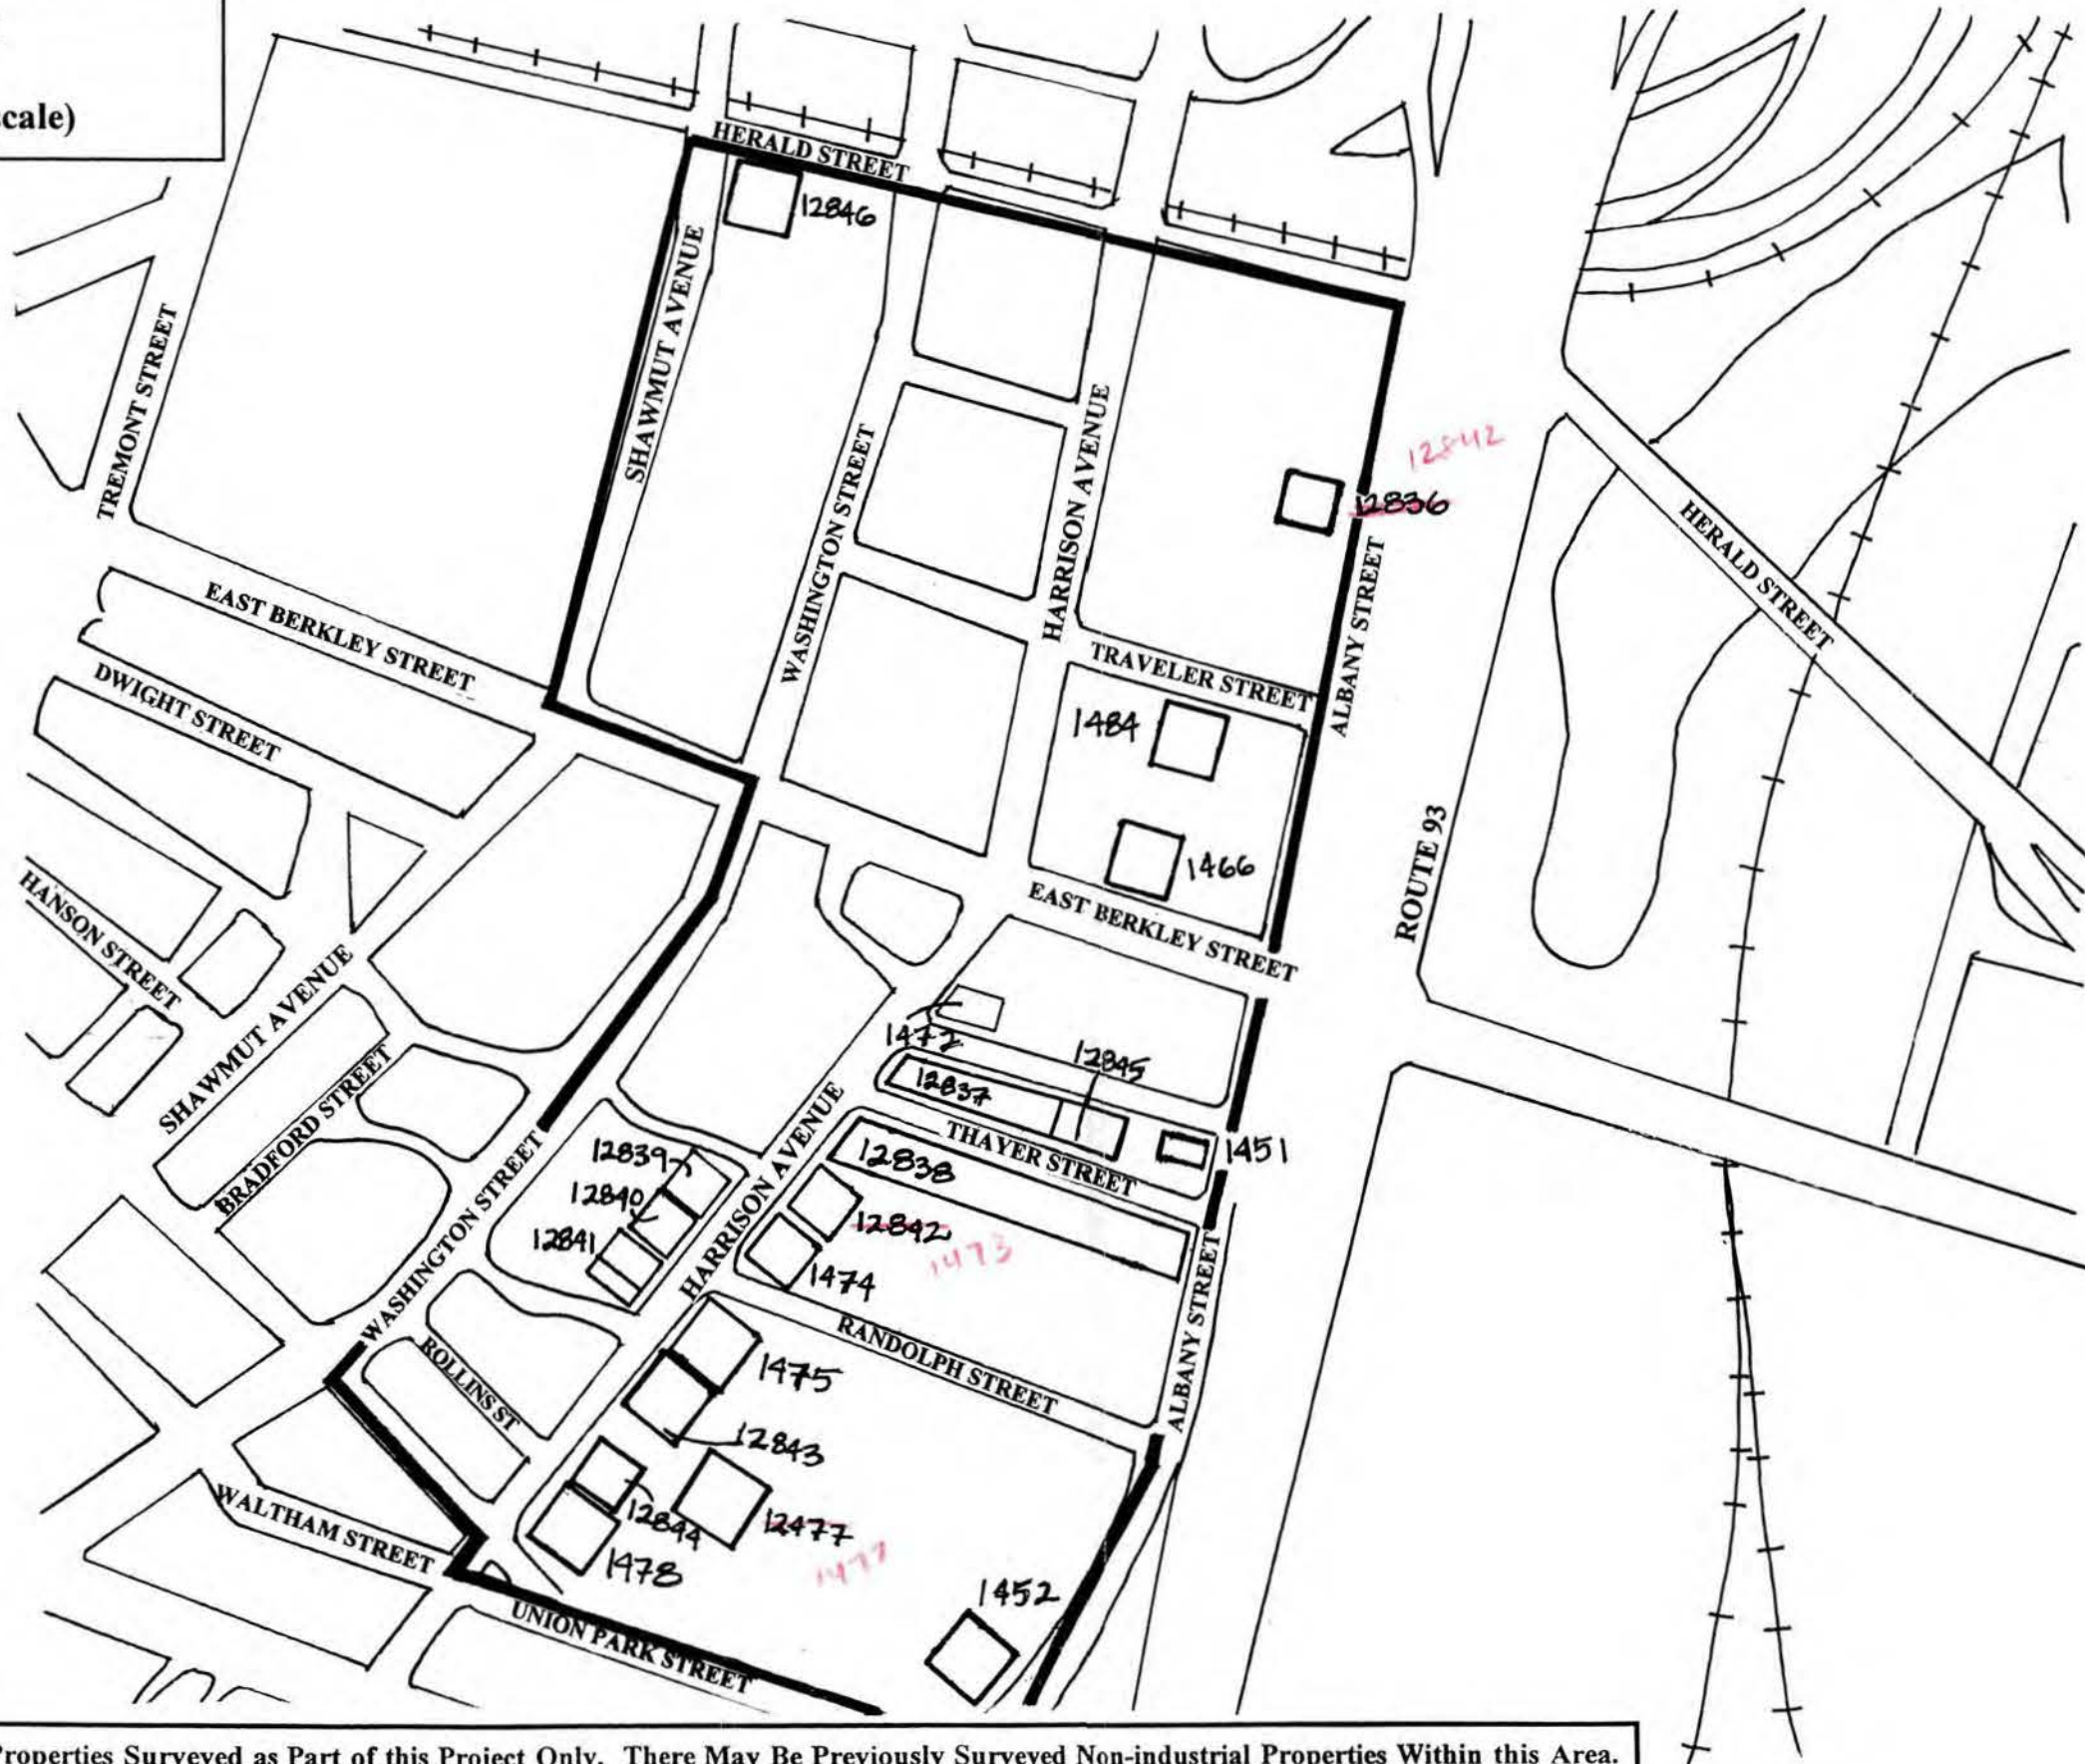 cale)
HERALD STREET
12846
SHAWMUT AVENUE
TREMONT STREET
WASHINGTON STREET
HARRISON AVENUE
12842
12836
HERALD STREET
ALBANY STREET
EAST BERKLEY STREET
TRAVELER STREET
DWIGHT STREET
1484
1466
ROUTE 93
HANSON STREET
EAST BERKLEY STREET
SHAWMUT AVENUE
1472
12845
12837
BRADFORD STREET
THAYER STREET
1451
12839
12838
12840
12842
12841
1473
HARRISON AVENUE
1474
WASHINGTON STREET
RANDOLPH STREET
ALBANY STREET
ROLLINS ST
1475
12843
12844
12477
WALTHAM STREET
1477
1478
1452
UNION PARK STREET
Properties Surveyed as Part of this Project Only. There May Be Previously Surveyed Non-industrial Properties Within this Area.